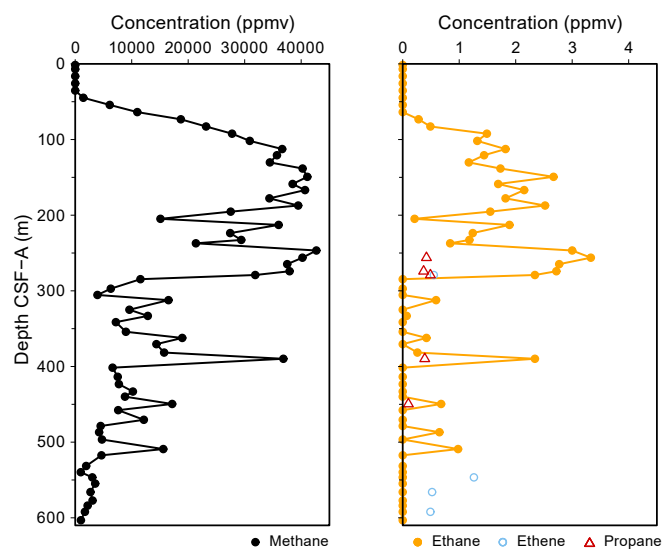 Concentration (ppmv)
0 10000 20000 30000 40000
Concentration (ppmv)
0 1 2 3 4
Depth CSF−A (m)
0
100
200
300
400
500
600
Methane
Ethane Ethene Propane